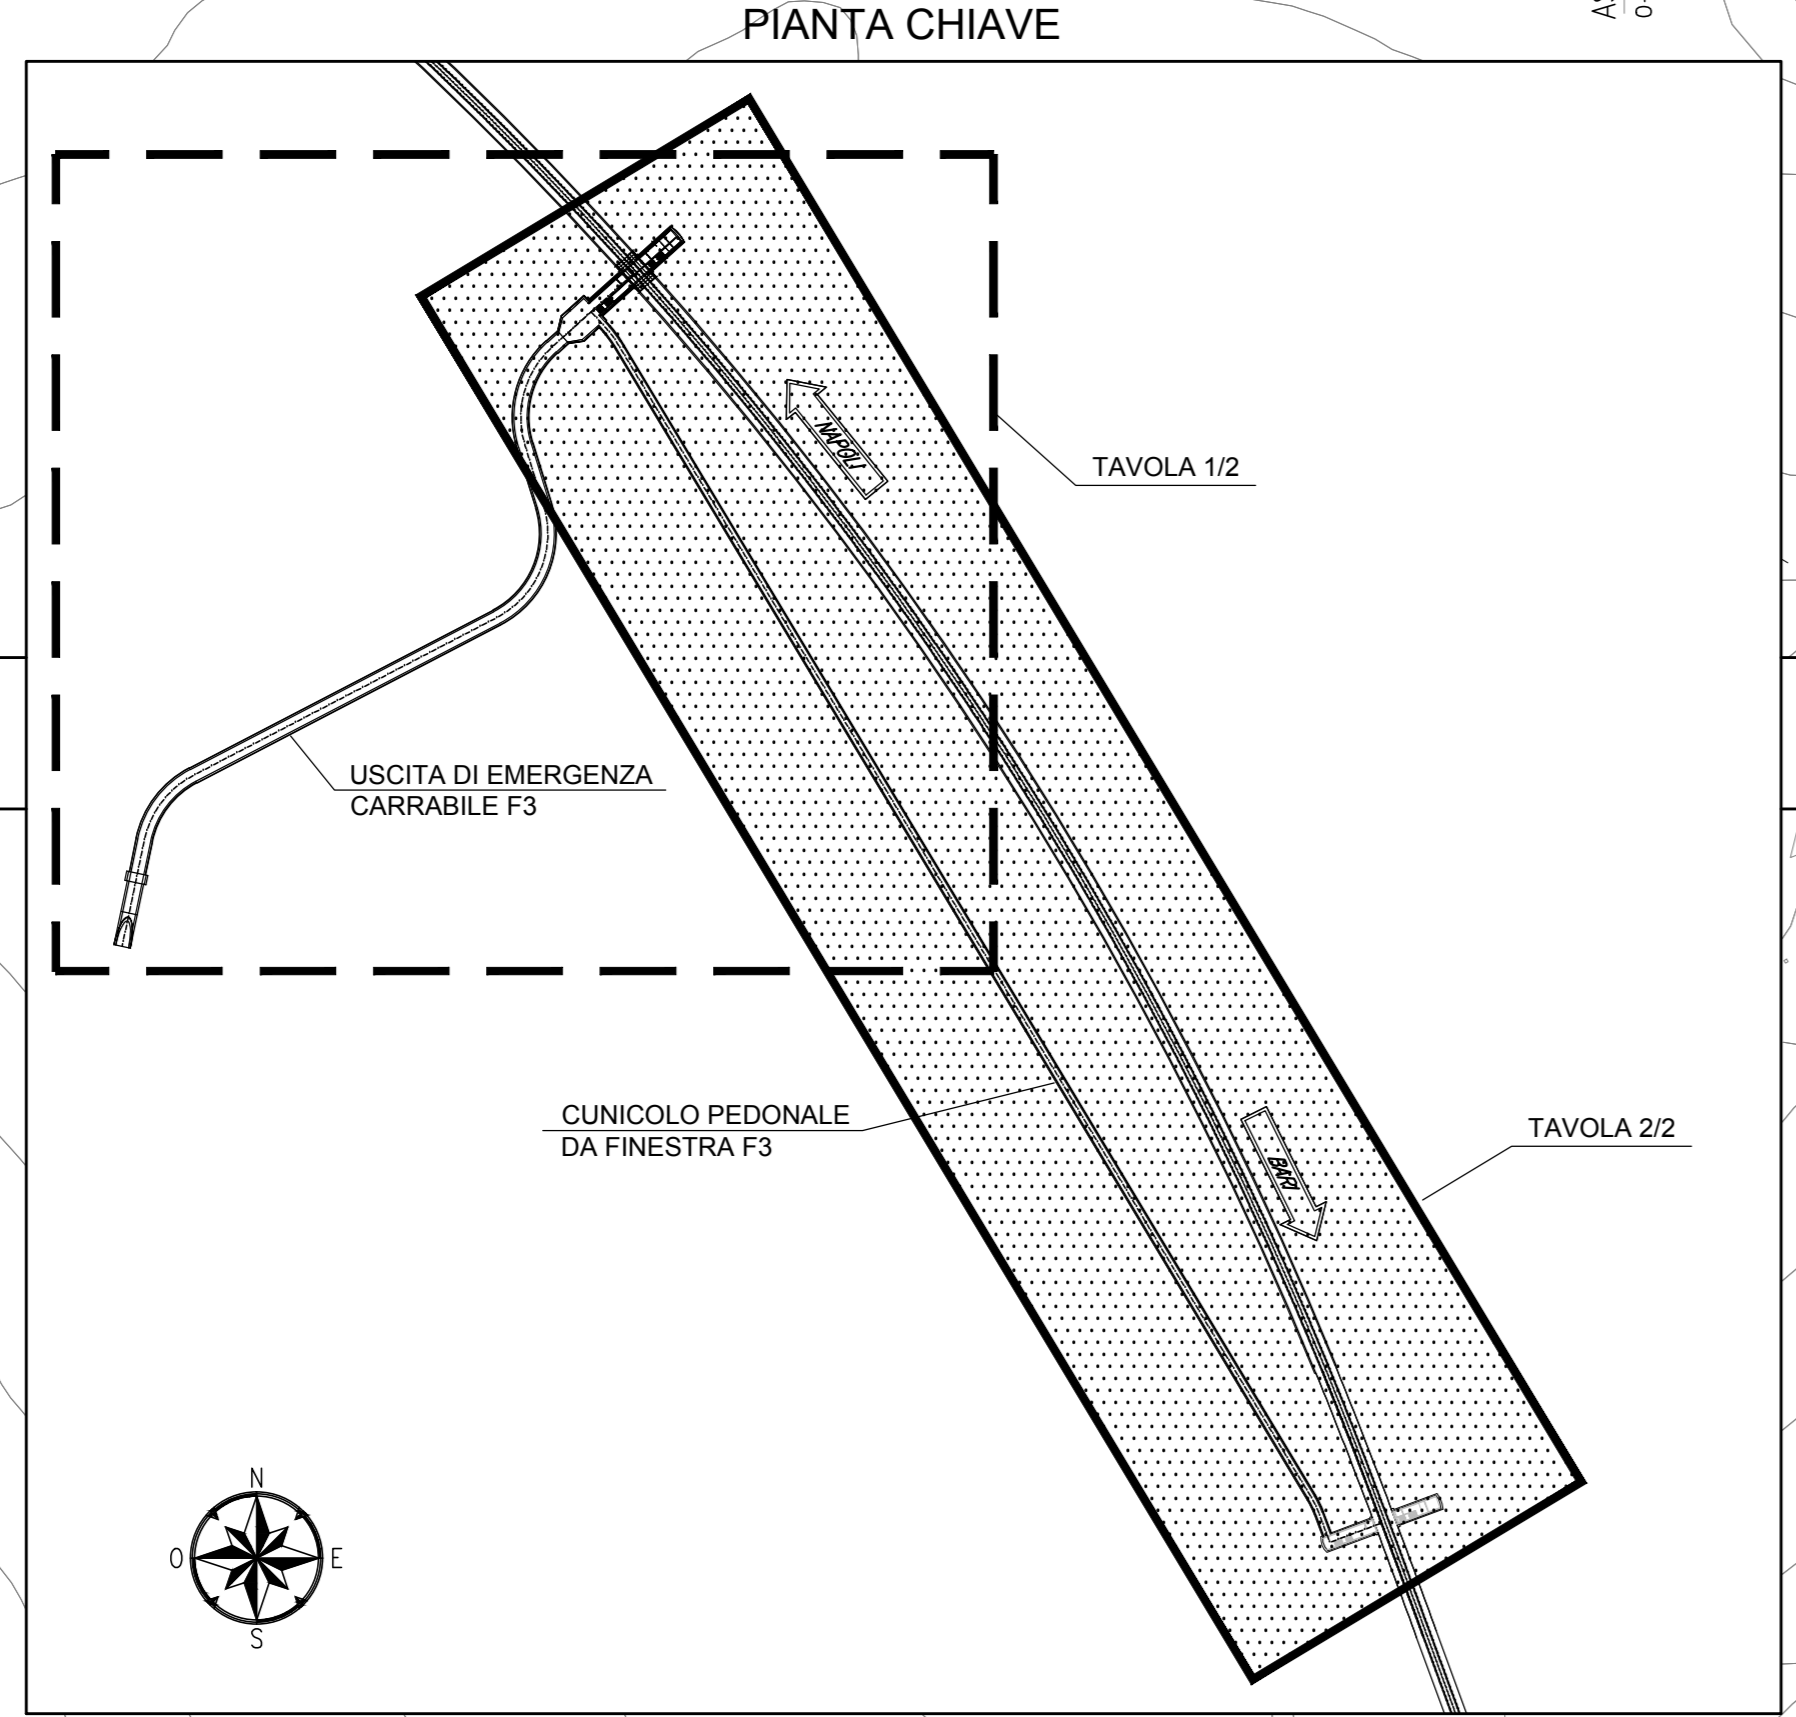 PIANTA CHIAVE
NAPOLI
TAVOLA 1/2
USCITA DI EMERGENZA
CARRABILE F3
CUNICOLO PEDONALE
DA FINESTRA F3
BARI
TAVOLA 2/2
N
O
E
S